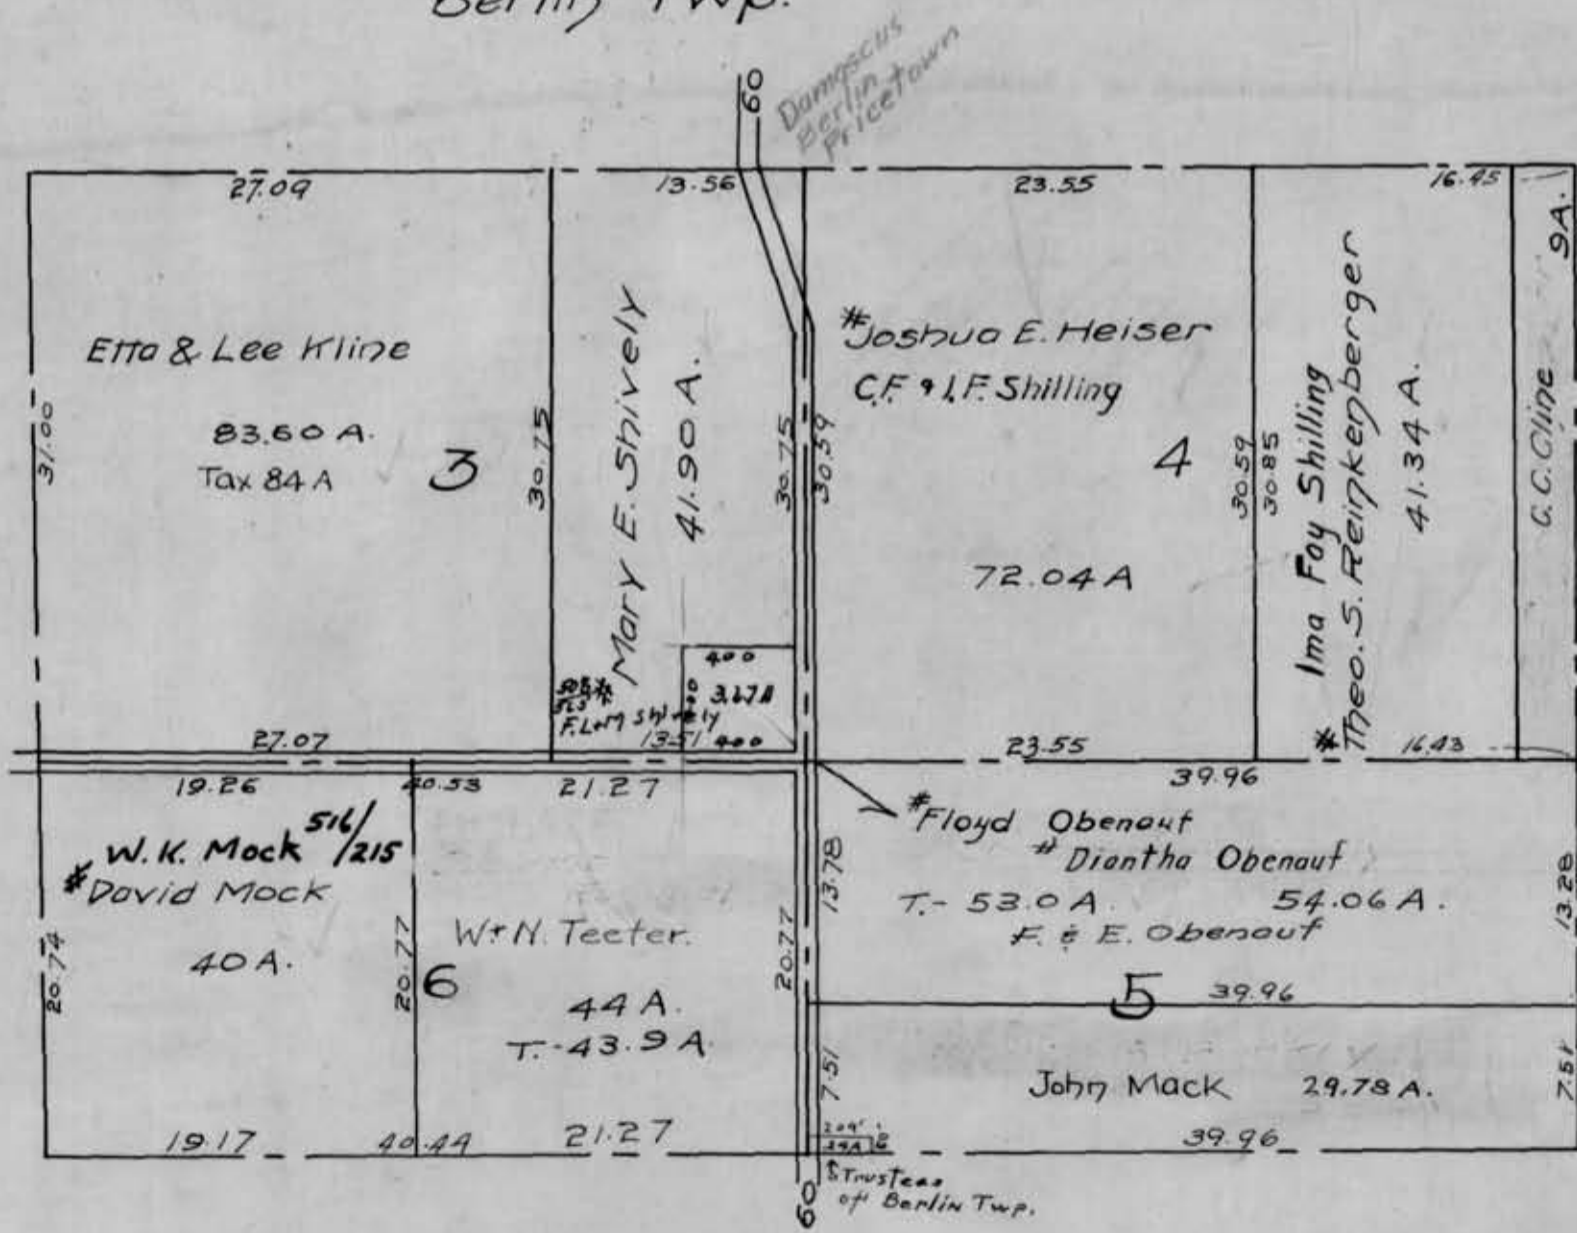 Berlin Twp.
60
Damascus
Berlin
Pricetown
27.09
13.56
23.55
16.45
9A.
Etta & Lee Kline
83.60 A.
Tax 84 A
3
31.00
30.75
Mary E. Shively
41.90 A.
30.75
30.59
#Joshua E. Heiser
C.F. & I.F. Shilling
4
72.04 A
30.59
30.85
Ima Fay Shilling
#Theo. S. Reinkenberger
41.34 A.
C.C. Cline
400
3.67 A
F.L + M Shively
13.51
400
27.07
23.55
16.43
19.26
40.53
21.27
39.96
W.K. Mock 516/215
#David Mock
40 A.
20.74
20.77
6
W + N. Teeter.
44 A.
T.-43.9 A.
20.77
13.78
#Floyd Obenauf
# Diantha Obenauf
T.- 53.0 A. 54.06 A.
F. & E. Obenauf
13.28
5
39.96
7.51
John Mack 29.78 A.
7.51
19.17
40.44
21.27
209'
39.96
Trustees
of Berlin Twp.
60